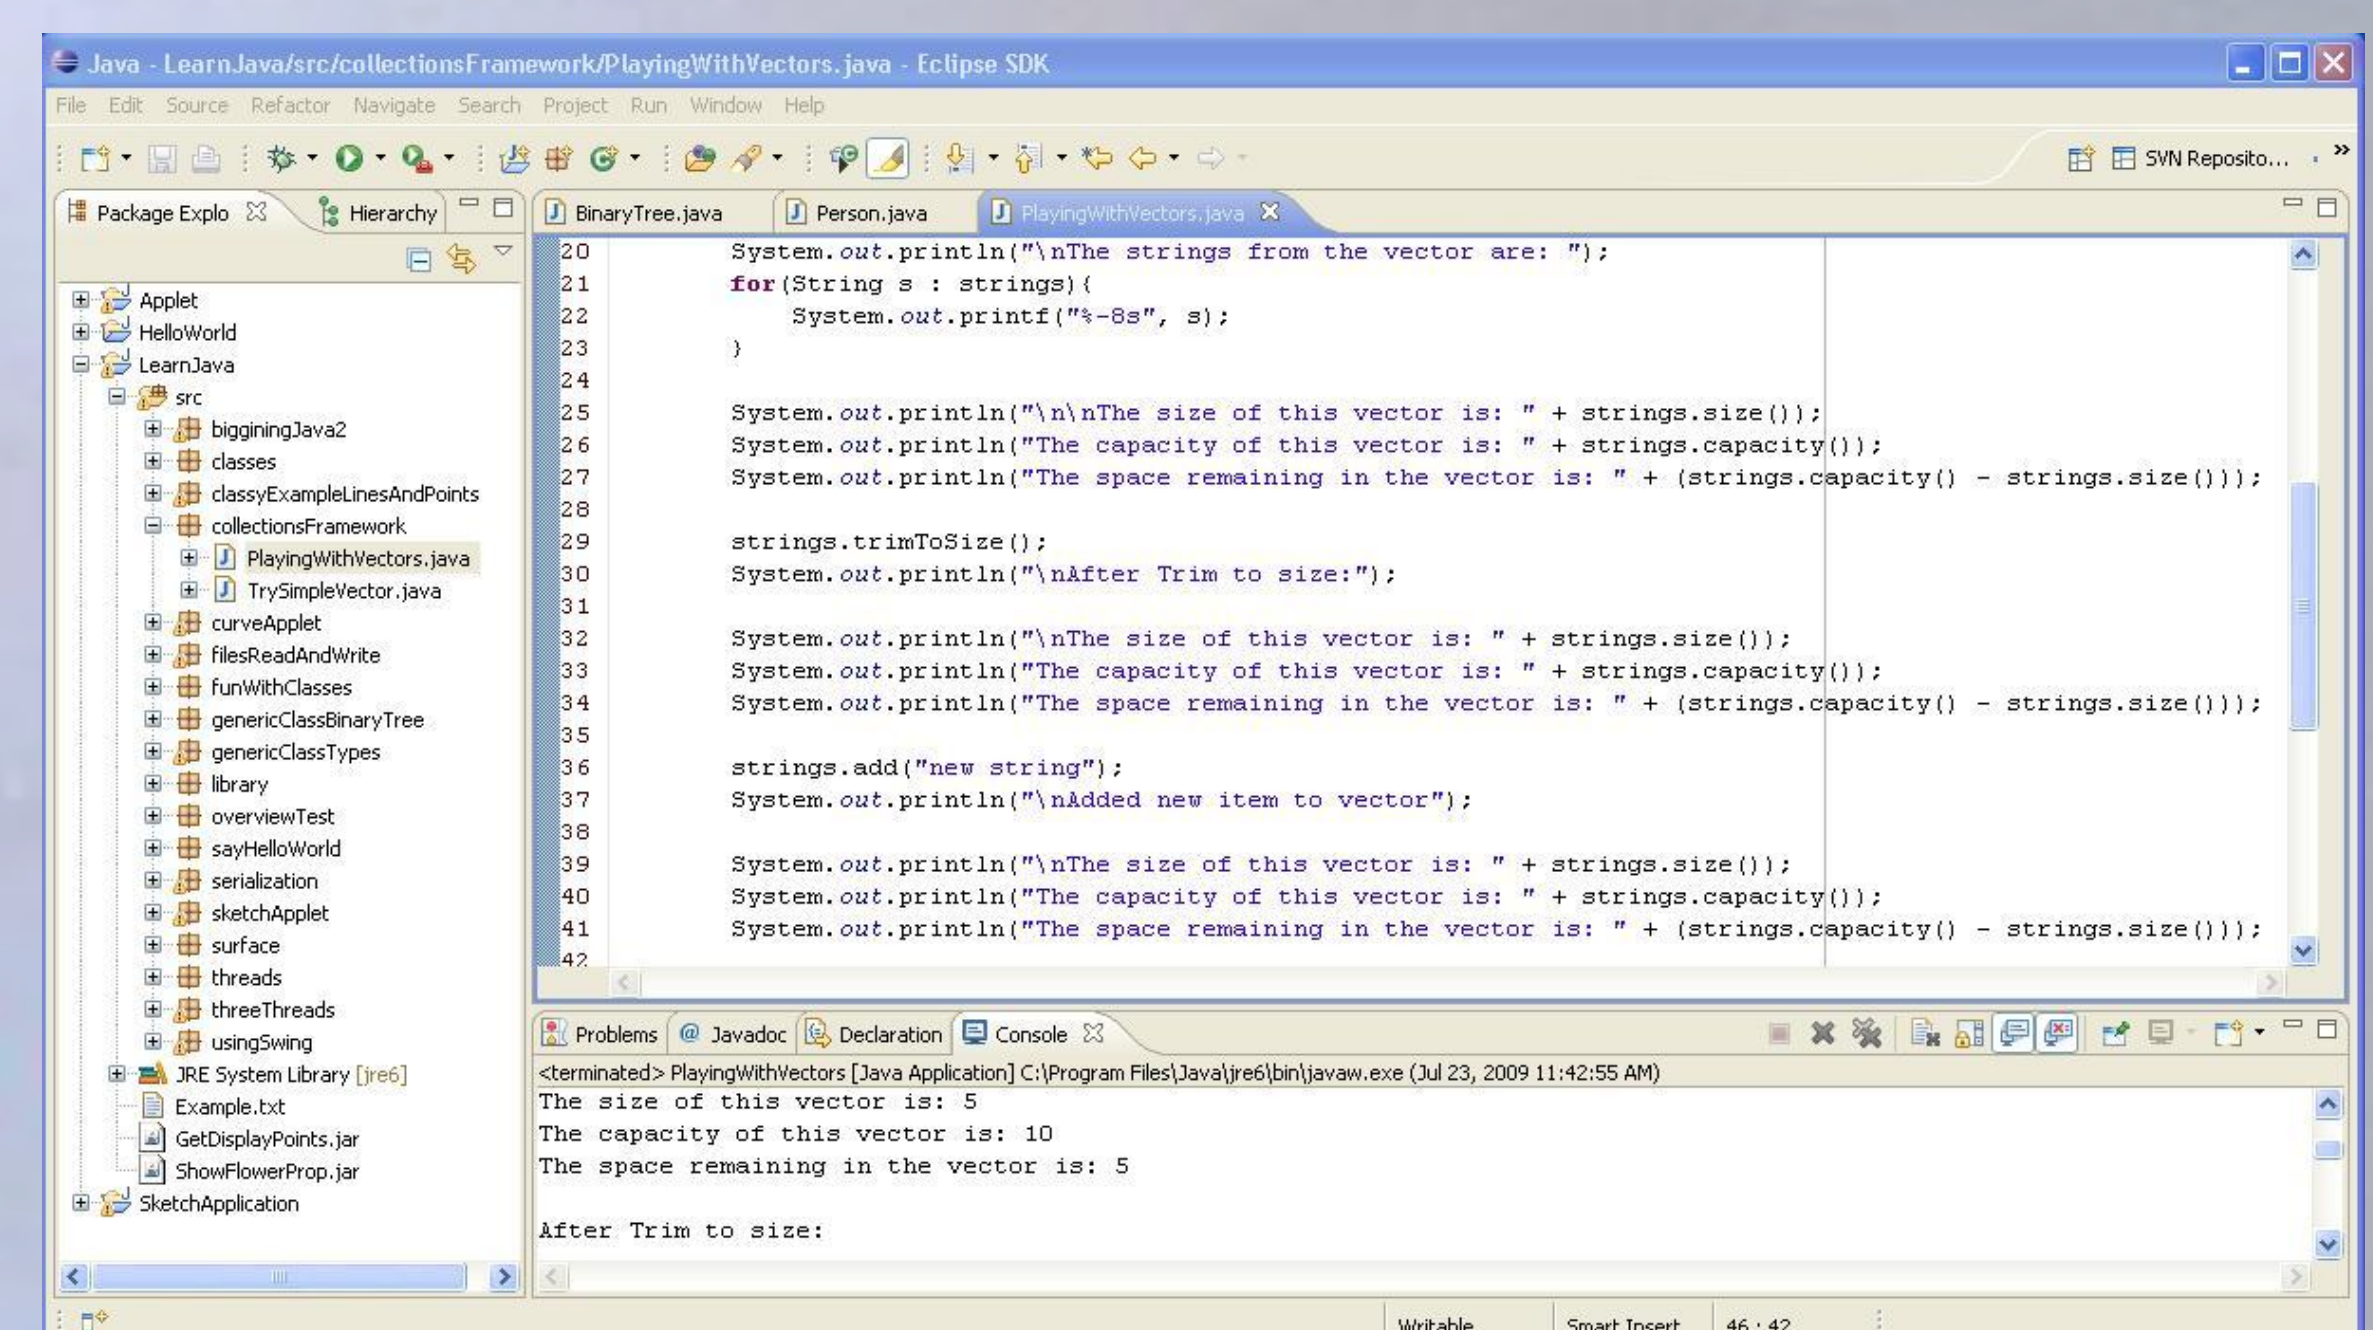 Java - LearnJava/src/collectionsFramework/PlayingWithVectors.java - Eclipse SDK
File Edit Source Refactor Navigate Search Project Run Window Help
SVN Reposito...
Package Explo
Hierarchy
Applet
HelloWorld
LearnJava
src
bigginingJava2
classes
classyExampleLinesAndPoints
collectionsFramework
PlayingWithVectors.java
TrySimpleVector.java
curveApplet
filesReadAndWrite
funWithClasses
genericClassBinaryTree
genericClassTypes
library
overviewTest
sayHelloWorld
serialization
sketchApplet
surface
threads
threeThreads
usingSwing
JRE System Library [jre6]
Example.txt
GetDisplayPoints.jar
ShowFlowerProp.jar
SketchApplication
BinaryTree.java
Person.java
PlayingWithVectors.java
20 System.out.println("\nThe strings from the vector are: ");
21 for(String s : strings){
22 System.out.printf("%-8s", s);
23 }
24
25 System.out.println("\n\nThe size of this vector is: " + strings.size());
26 System.out.println("The capacity of this vector is: " + strings.capacity());
27 System.out.println("The space remaining in the vector is: " + (strings.capacity() - strings.size()));
28
29 strings.trimToSize();
30 System.out.println("\nAfter Trim to size:");
31
32 System.out.println("\nThe size of this vector is: " + strings.size());
33 System.out.println("The capacity of this vector is: " + strings.capacity());
34 System.out.println("The space remaining in the vector is: " + (strings.capacity() - strings.size()));
35
36 strings.add("new string");
37 System.out.println("\nAdded new item to vector");
38
39 System.out.println("\nThe size of this vector is: " + strings.size());
40 System.out.println("The capacity of this vector is: " + strings.capacity());
41 System.out.println("The space remaining in the vector is: " + (strings.capacity() - strings.size()));
42
Problems @ Javadoc Declaration Console
<terminated> PlayingWithVectors [Java Application] C:\Program Files\Java\jre6\bin\javaw.exe (Jul 23, 2009 11:42:55 AM)
The size of this vector is: 5
The capacity of this vector is: 10
The space remaining in the vector is: 5
After Trim to size:
Writable Smart Insert 46 : 42